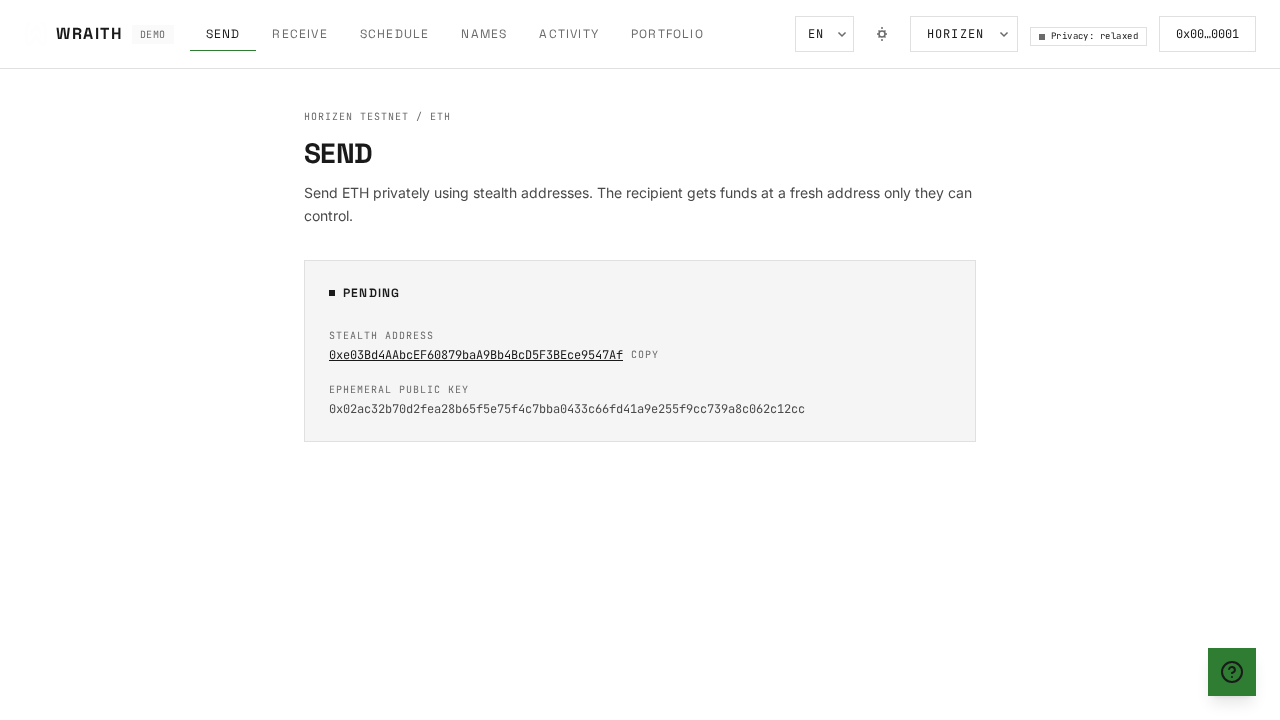 WRAITH DEMO SEND RECEIVE SCHEDULE NAMES ACTIVITY PORTFOLIO EN HORIZEN Privacy: relaxed 0x00…0001
HORIZEN TESTNET / ETH
SEND
Send ETH privately using stealth addresses. The recipient gets funds at a fresh address only they can
control.
PENDING
STEALTH ADDRESS
0xe03Bd4AAbcEF60879baA9Bb4BcD5F3BEce9547Af COPY
EPHEMERAL PUBLIC KEY
0x02ac32b70d2fea28b65f5e75f4c7bba0433c66fd41a9e255f9cc739a8c062c12cc